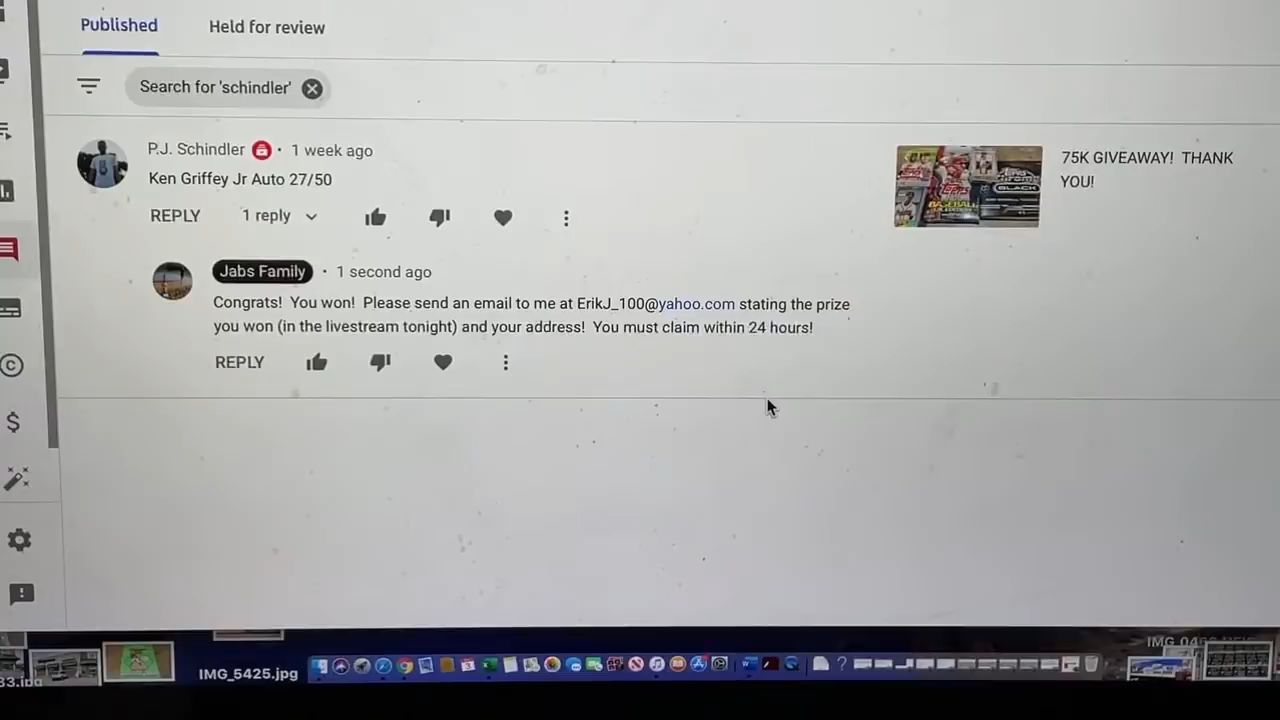 Published
Held for review
Search for 'schindler'
P.J. Schindler · 1 week ago
Ken Griffey Jr Auto 27/50
REPLY 1 reply
75K GIVEAWAY! THANK
YOU!
BLACK
BASEBALL
Jabs Family · 1 second ago
Congrats! You won! Please send an email to me at ErikJ_100@yahoo.com stating the prize
you won (in the livestream tonight) and your address! You must claim within 24 hours!
REPLY
IMG_5425.jpg